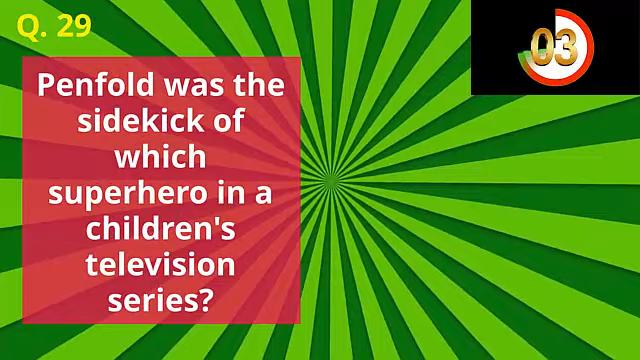 Q. 29
03
Penfold was the
sidekick of
which
superhero in a
children's
television
series?